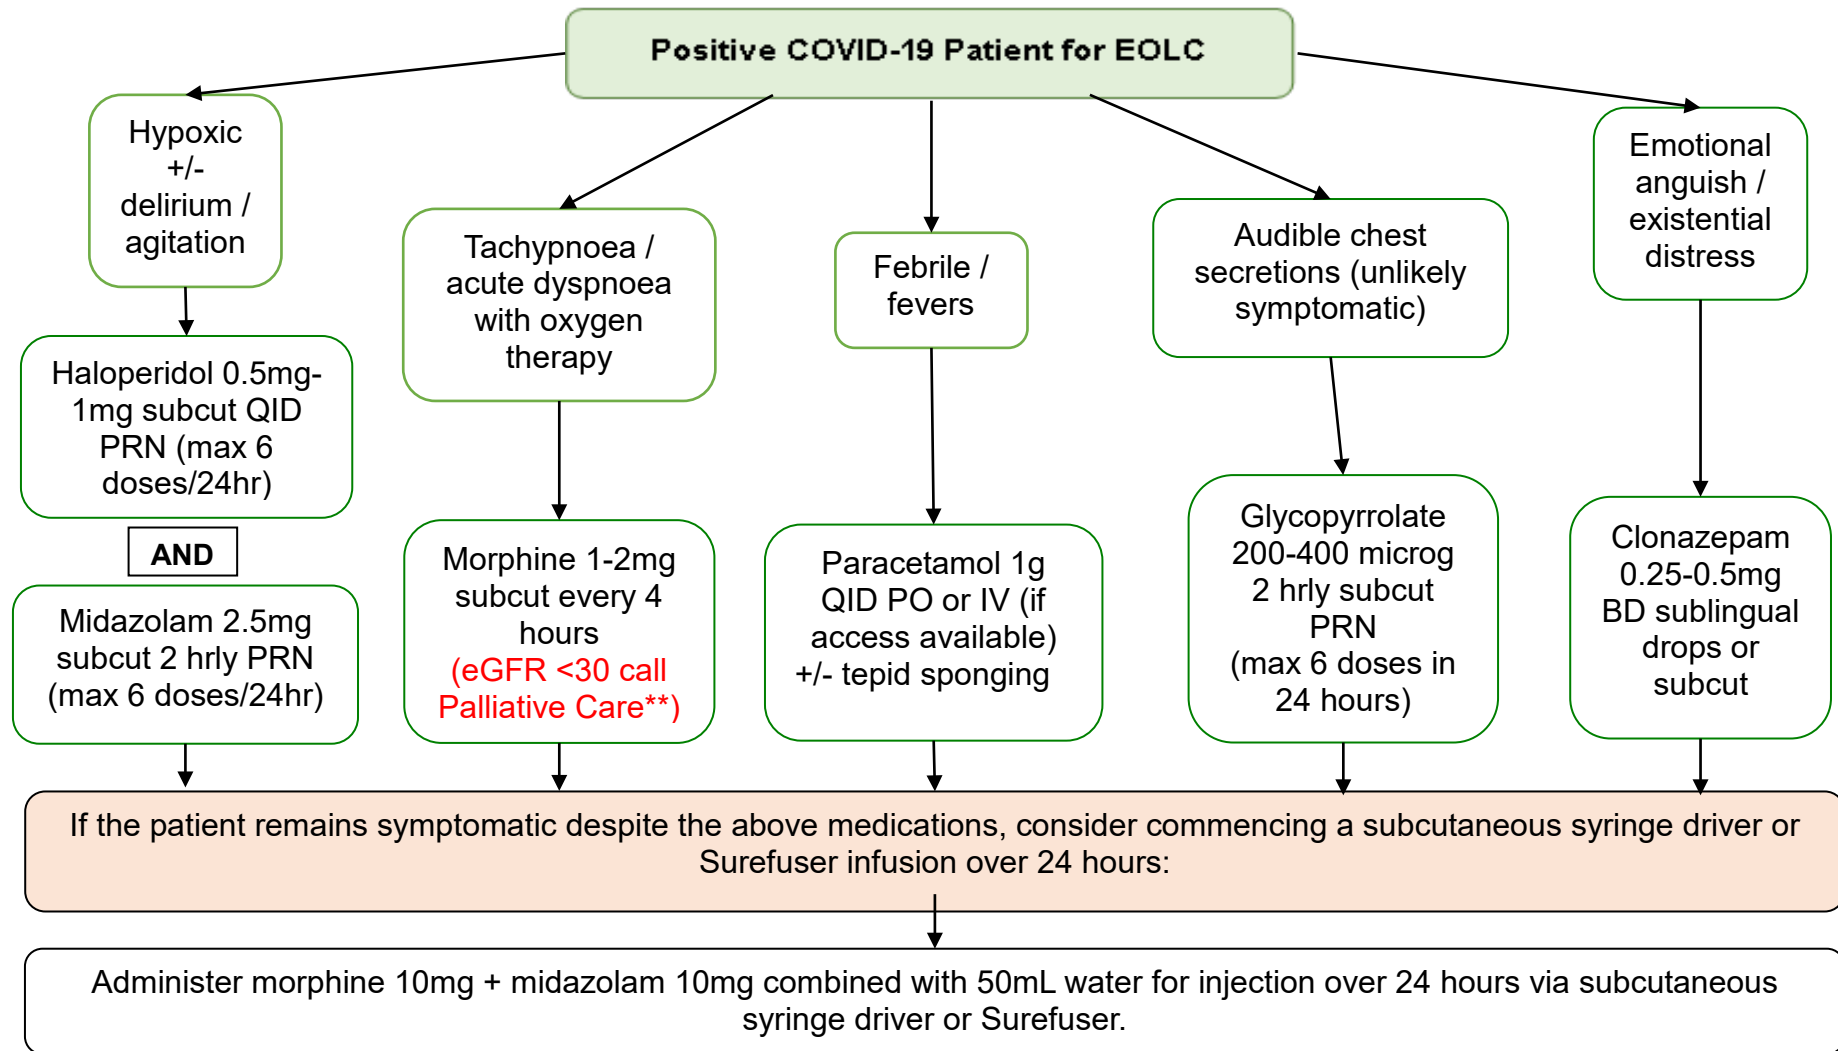 Positive COVID-19 Patient for EOLC
Hypoxic
+/-
delirium /
agitation
Haloperidol 0.5mg-
1mg subcut QID
PRN (max 6
doses/24hr)
AND
Midazolam 2.5mg
subcut 2 hrly PRN
(max 6 doses/24hr)
Tachypnoea /
acute dyspnoea
with oxygen
therapy
Morphine 1-2mg
subcut every 4
hours
(eGFR <30 call
Palliative Care**)
Febrile /
fevers
Paracetamol 1g
QID PO or IV (if
access available)
+/- tepid sponging
Audible chest
secretions (unlikely
symptomatic)
Glycopyrrolate
200-400 microg
2 hrly subcut
PRN
(max 6 doses in
24 hours)
Emotional
anguish /
existential
distress
Clonazepam
0.25-0.5mg
BD sublingual
drops or
subcut
If the patient remains symptomatic despite the above medications, consider commencing a subcutaneous syringe driver or
Surefuser infusion over 24 hours:
Administer morphine 10mg + midazolam 10mg combined with 50mL water for injection over 24 hours via subcutaneous
syringe driver or Surefuser.